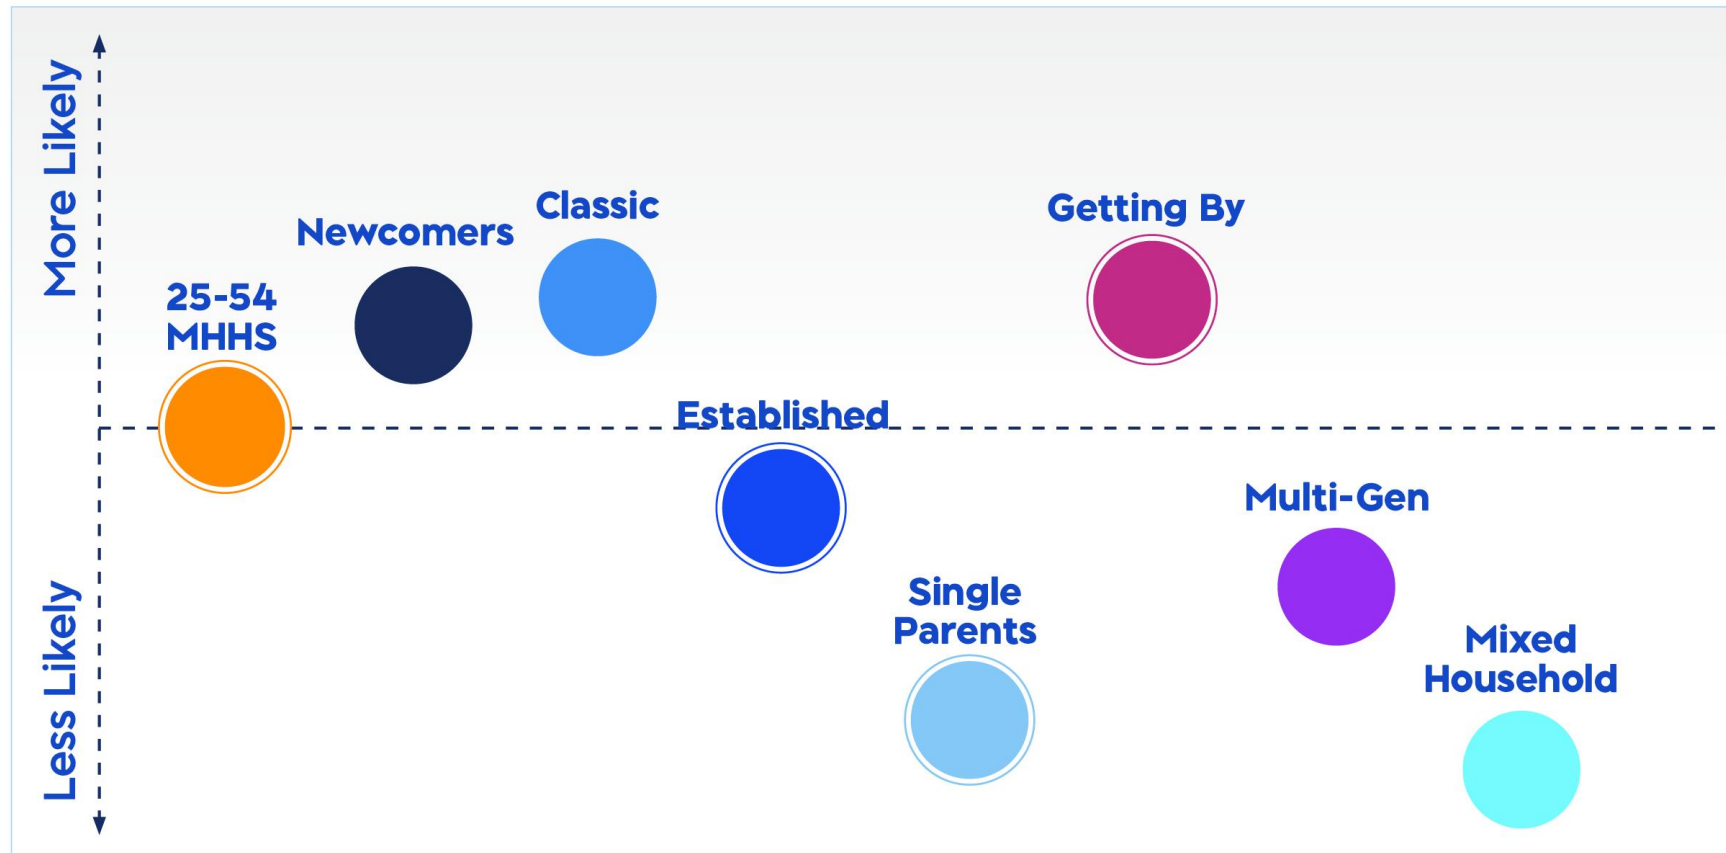 More Likely
Less Likely
25-54
MHHS
Newcomers
Classic
Established
Single
Parents
Getting By
Multi-Gen
Mixed
Household